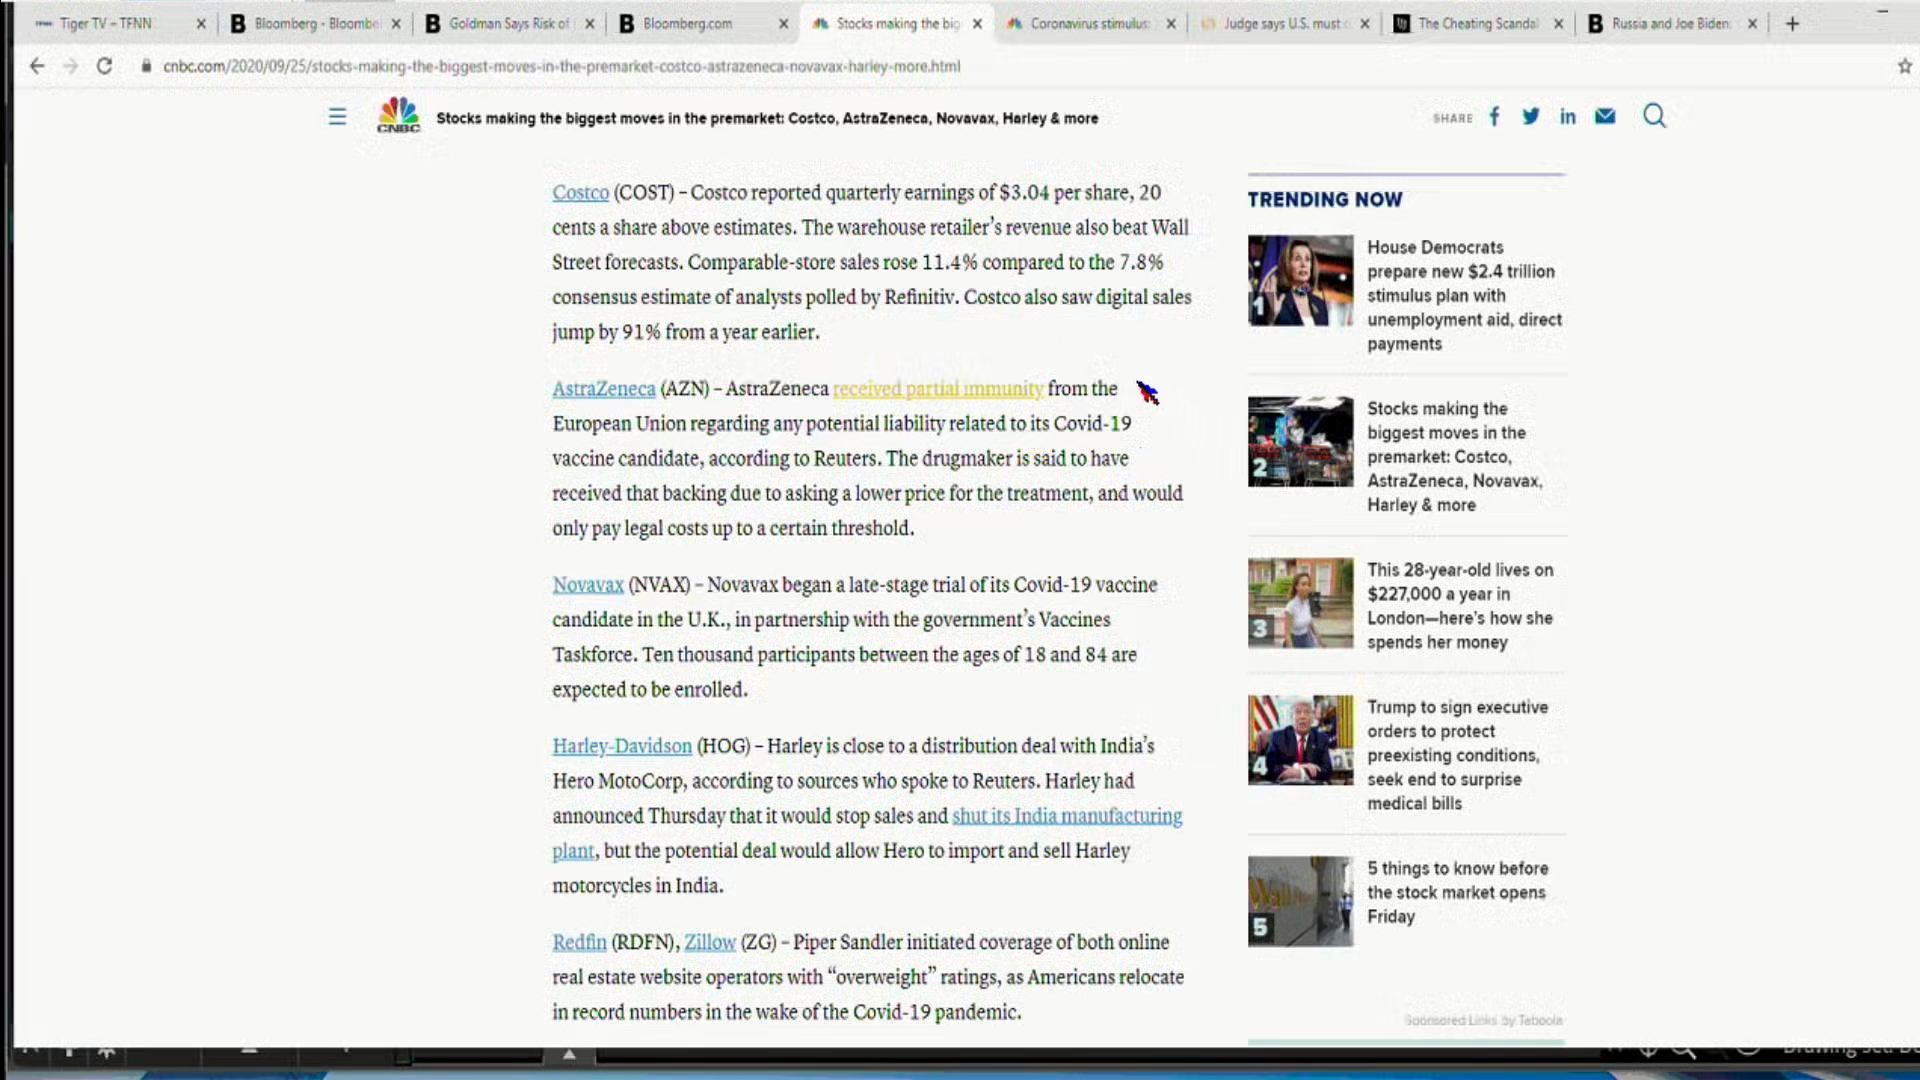 Tiger TV – TFNN
Bloomberg - Bloombe
Goldman Says Risk of
Bloomberg.com
Stocks making the big
Coronavirus stimulus:
Judge says U.S. must
The Cheating Scandal
Russia and Joe Biden:
cnbc.com/2020/09/25/stocks-making-the-biggest-moves-in-the-premarket-costco-astrazeneca-novavax-harley-more.html
CNBC
Stocks making the biggest moves in the premarket: Costco, AstraZeneca, Novavax, Harley & more
SHARE
Costco (COST) – Costco reported quarterly earnings of $3.04 per share, 20
cents a share above estimates. The warehouse retailer’s revenue also beat Wall
Street forecasts. Comparable-store sales rose 11.4% compared to the 7.8%
consensus estimate of analysts polled by Refinitiv. Costco also saw digital sales
jump by 91% from a year earlier.
AstraZeneca (AZN) – AstraZeneca received partial immunity from the
European Union regarding any potential liability related to its Covid-19
vaccine candidate, according to Reuters. The drugmaker is said to have
received that backing due to asking a lower price for the treatment, and would
only pay legal costs up to a certain threshold.
Novavax (NVAX) – Novavax began a late-stage trial of its Covid-19 vaccine
candidate in the U.K., in partnership with the government’s Vaccines
Taskforce. Ten thousand participants between the ages of 18 and 84 are
expected to be enrolled.
Harley-Davidson (HOG) – Harley is close to a distribution deal with India’s
Hero MotoCorp, according to sources who spoke to Reuters. Harley had
announced Thursday that it would stop sales and shut its India manufacturing
plant, but the potential deal would allow Hero to import and sell Harley
motorcycles in India.
Redfin (RDFN), Zillow (ZG) – Piper Sandler initiated coverage of both online
real estate website operators with “overweight” ratings, as Americans relocate
in record numbers in the wake of the Covid-19 pandemic.
TRENDING NOW
1
House Democrats
prepare new $2.4 trillion
stimulus plan with
unemployment aid, direct
payments
2
Stocks making the
biggest moves in the
premarket: Costco,
AstraZeneca, Novavax,
Harley & more
3
This 28-year-old lives on
$227,000 a year in
London—here’s how she
spends her money
4
Trump to sign executive
orders to protect
preexisting conditions,
seek end to surprise
medical bills
5
5 things to know before
the stock market opens
Friday
Sponsored Links by Taboola